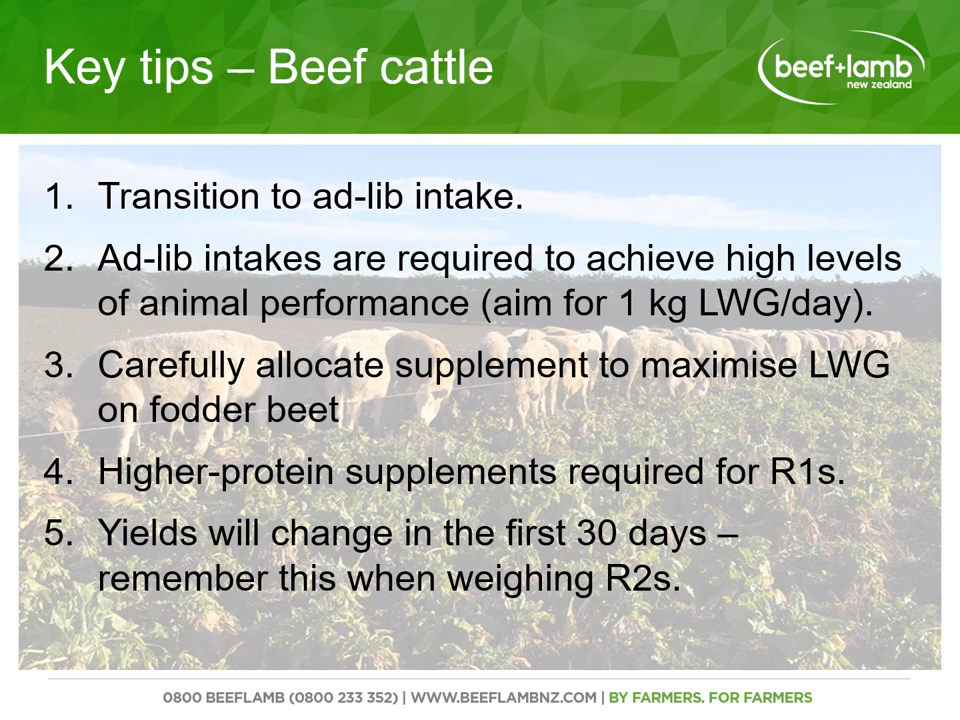 Key tips – Beef cattle
beef+lamb
new zealand
1. Transition to ad-lib intake.
2. Ad-lib intakes are required to achieve high levels
of animal performance (aim for 1 kg LWG/day).
3. Carefully allocate supplement to maximise LWG
on fodder beet
4. Higher-protein supplements required for R1s.
5. Yields will change in the first 30 days –
remember this when weighing R2s.
0800 BEEFLAMB (0800 233 352) | WWW.BEEFLAMBNZ.COM | BY FARMERS. FOR FARMERS